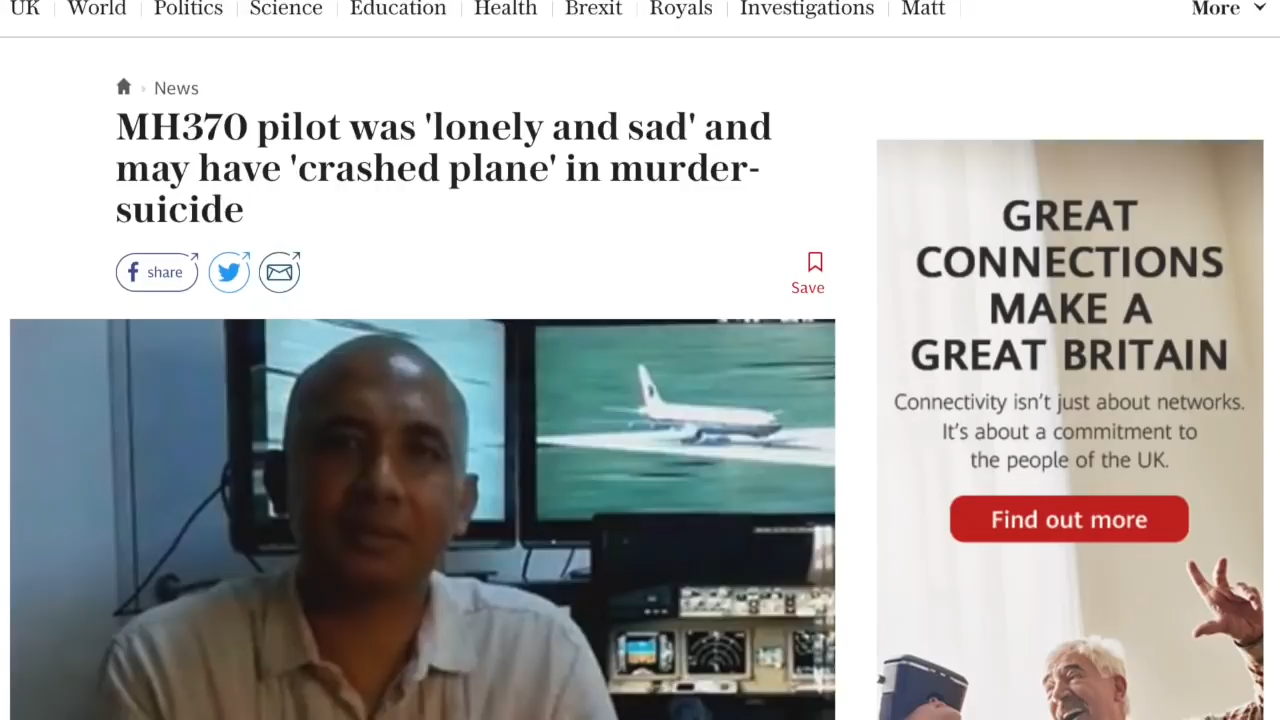 UK World Politics Science Education Health Brexit Royals Investigations Matt More
News
MH370 pilot was 'lonely and sad' and
may have 'crashed plane' in murder-
suicide
share
Save
GREAT
CONNECTIONS
MAKE A
GREAT BRITAIN
Connectivity isn't just about networks.
It's about a commitment to
the people of the UK.
Find out more